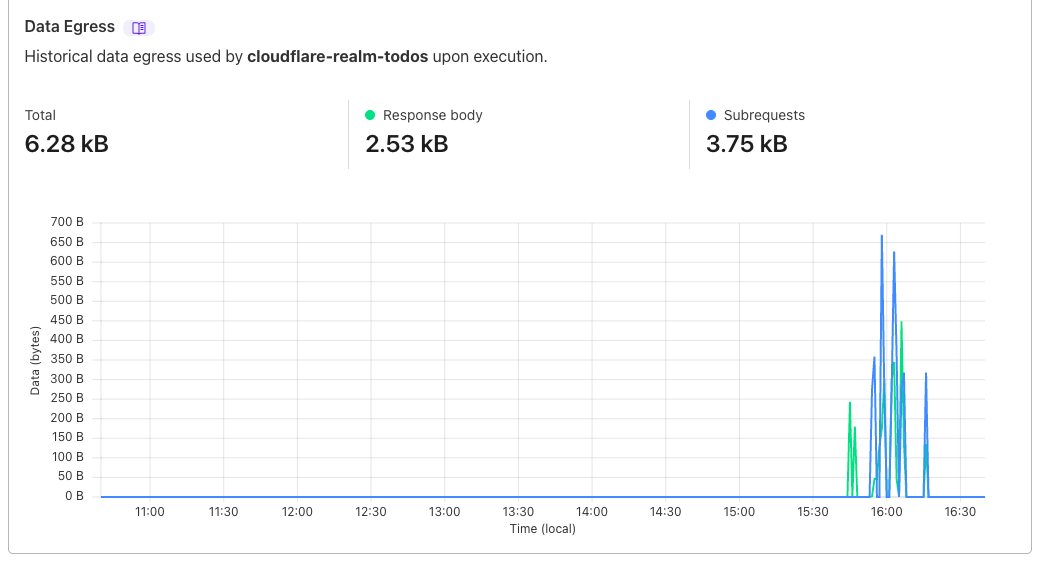 Data Egress
Historical data egress used by cloudflare-realm-todos upon execution.
Total
6.28 kB
Response body
2.53 kB
Subrequests
3.75 kB
700 B
650 B
600 B
550 B
500 B
450 B
400 B
350 B
300 B
250 B
200 B
150 B
100 B
50 B
0 B
Data (bytes)
11:00 11:30 12:00 12:30 13:00 13:30 14:00 14:30 15:00 15:30 16:00 16:30
Time (local)